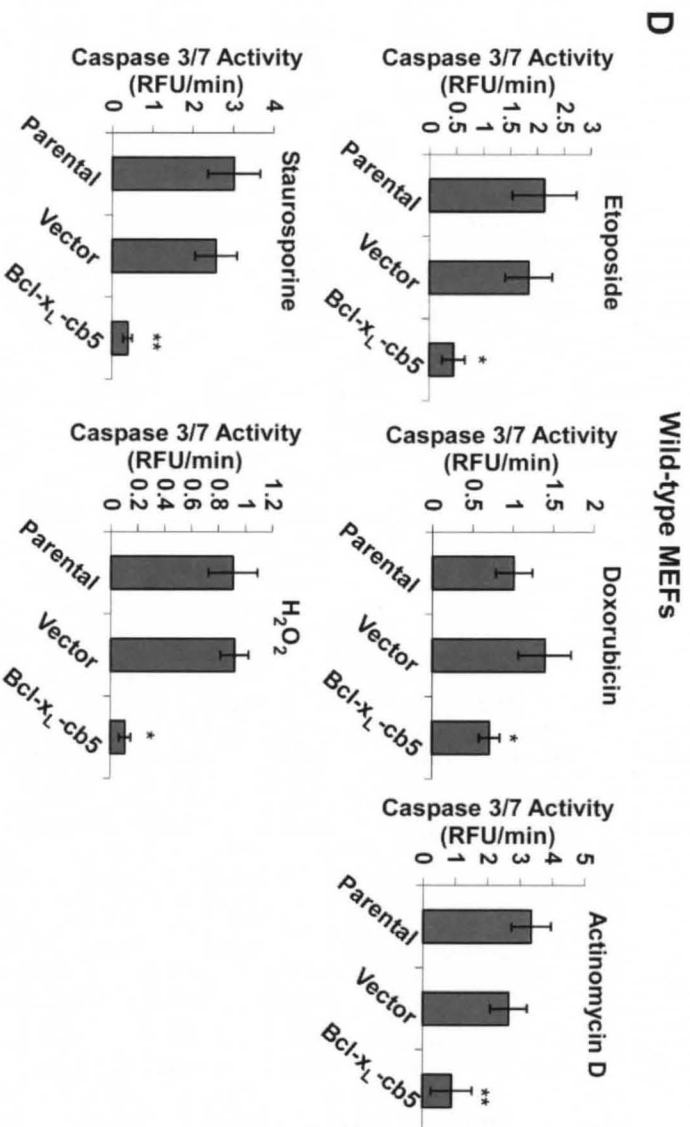 D
Wild-type MEFs
Etoposide
Caspase 3/7 Activity
(RFU/min)
3
2.5
2
1.5
1
0.5
0
Parental
Vector
Bcl-xL-cb5
*
Doxorubicin
Caspase 3/7 Activity
(RFU/min)
2
1.5
1
0.5
0
Parental
Vector
Bcl-xL-cb5
*
Actinomycin D
Caspase 3/7 Activity
(RFU/min)
5
4
3
2
1
0
Parental
Vector
Bcl-xL-cb5
**
Staurosporine
Caspase 3/7 Activity
(RFU/min)
4
3
2
1
0
Parental
Vector
Bcl-xL-cb5
**
H2O2
Caspase 3/7 Activity
(RFU/min)
1.2
1
0.8
0.6
0.4
0.2
0
Parental
Vector
Bcl-xL-cb5
*